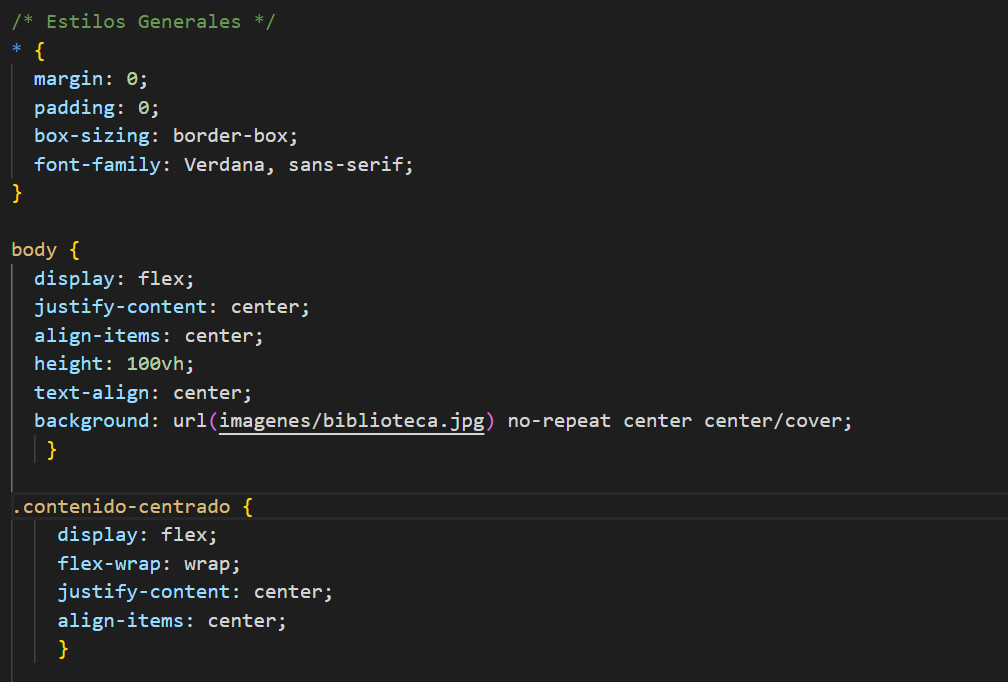 /* Estilos Generales */
* {
  margin: 0;
  padding: 0;
  box-sizing: border-box;
  font-family: Verdana, sans-serif;
}

body {
  display: flex;
  justify-content: center;
  align-items: center;
  height: 100vh;
  text-align: center;
  background: url(imagenes/biblioteca.jpg) no-repeat center center/cover;
   }

.contenido-centrado {
    display: flex;
    flex-wrap: wrap;
    justify-content: center;
    align-items: center;
    }